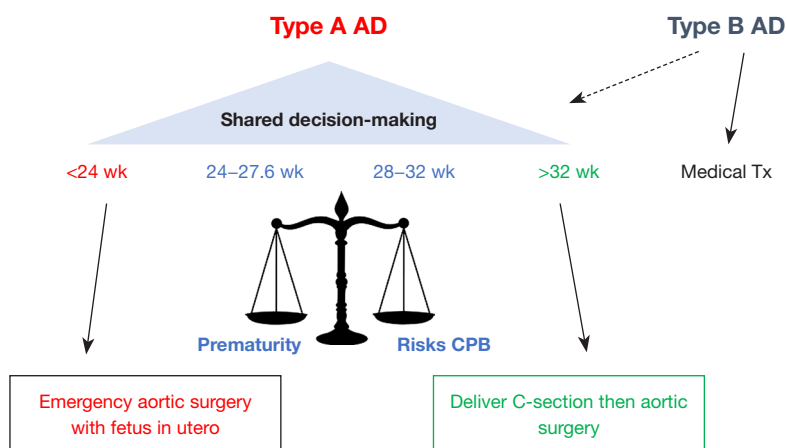 Type A AD
Type B AD
Shared decision-making
<24 wk
24–27.6 wk
28–32 wk
>32 wk
Medical Tx
Prematurity
Risks CPB
Emergency aortic surgery
with fetus in utero
Deliver C-section then aortic
surgery